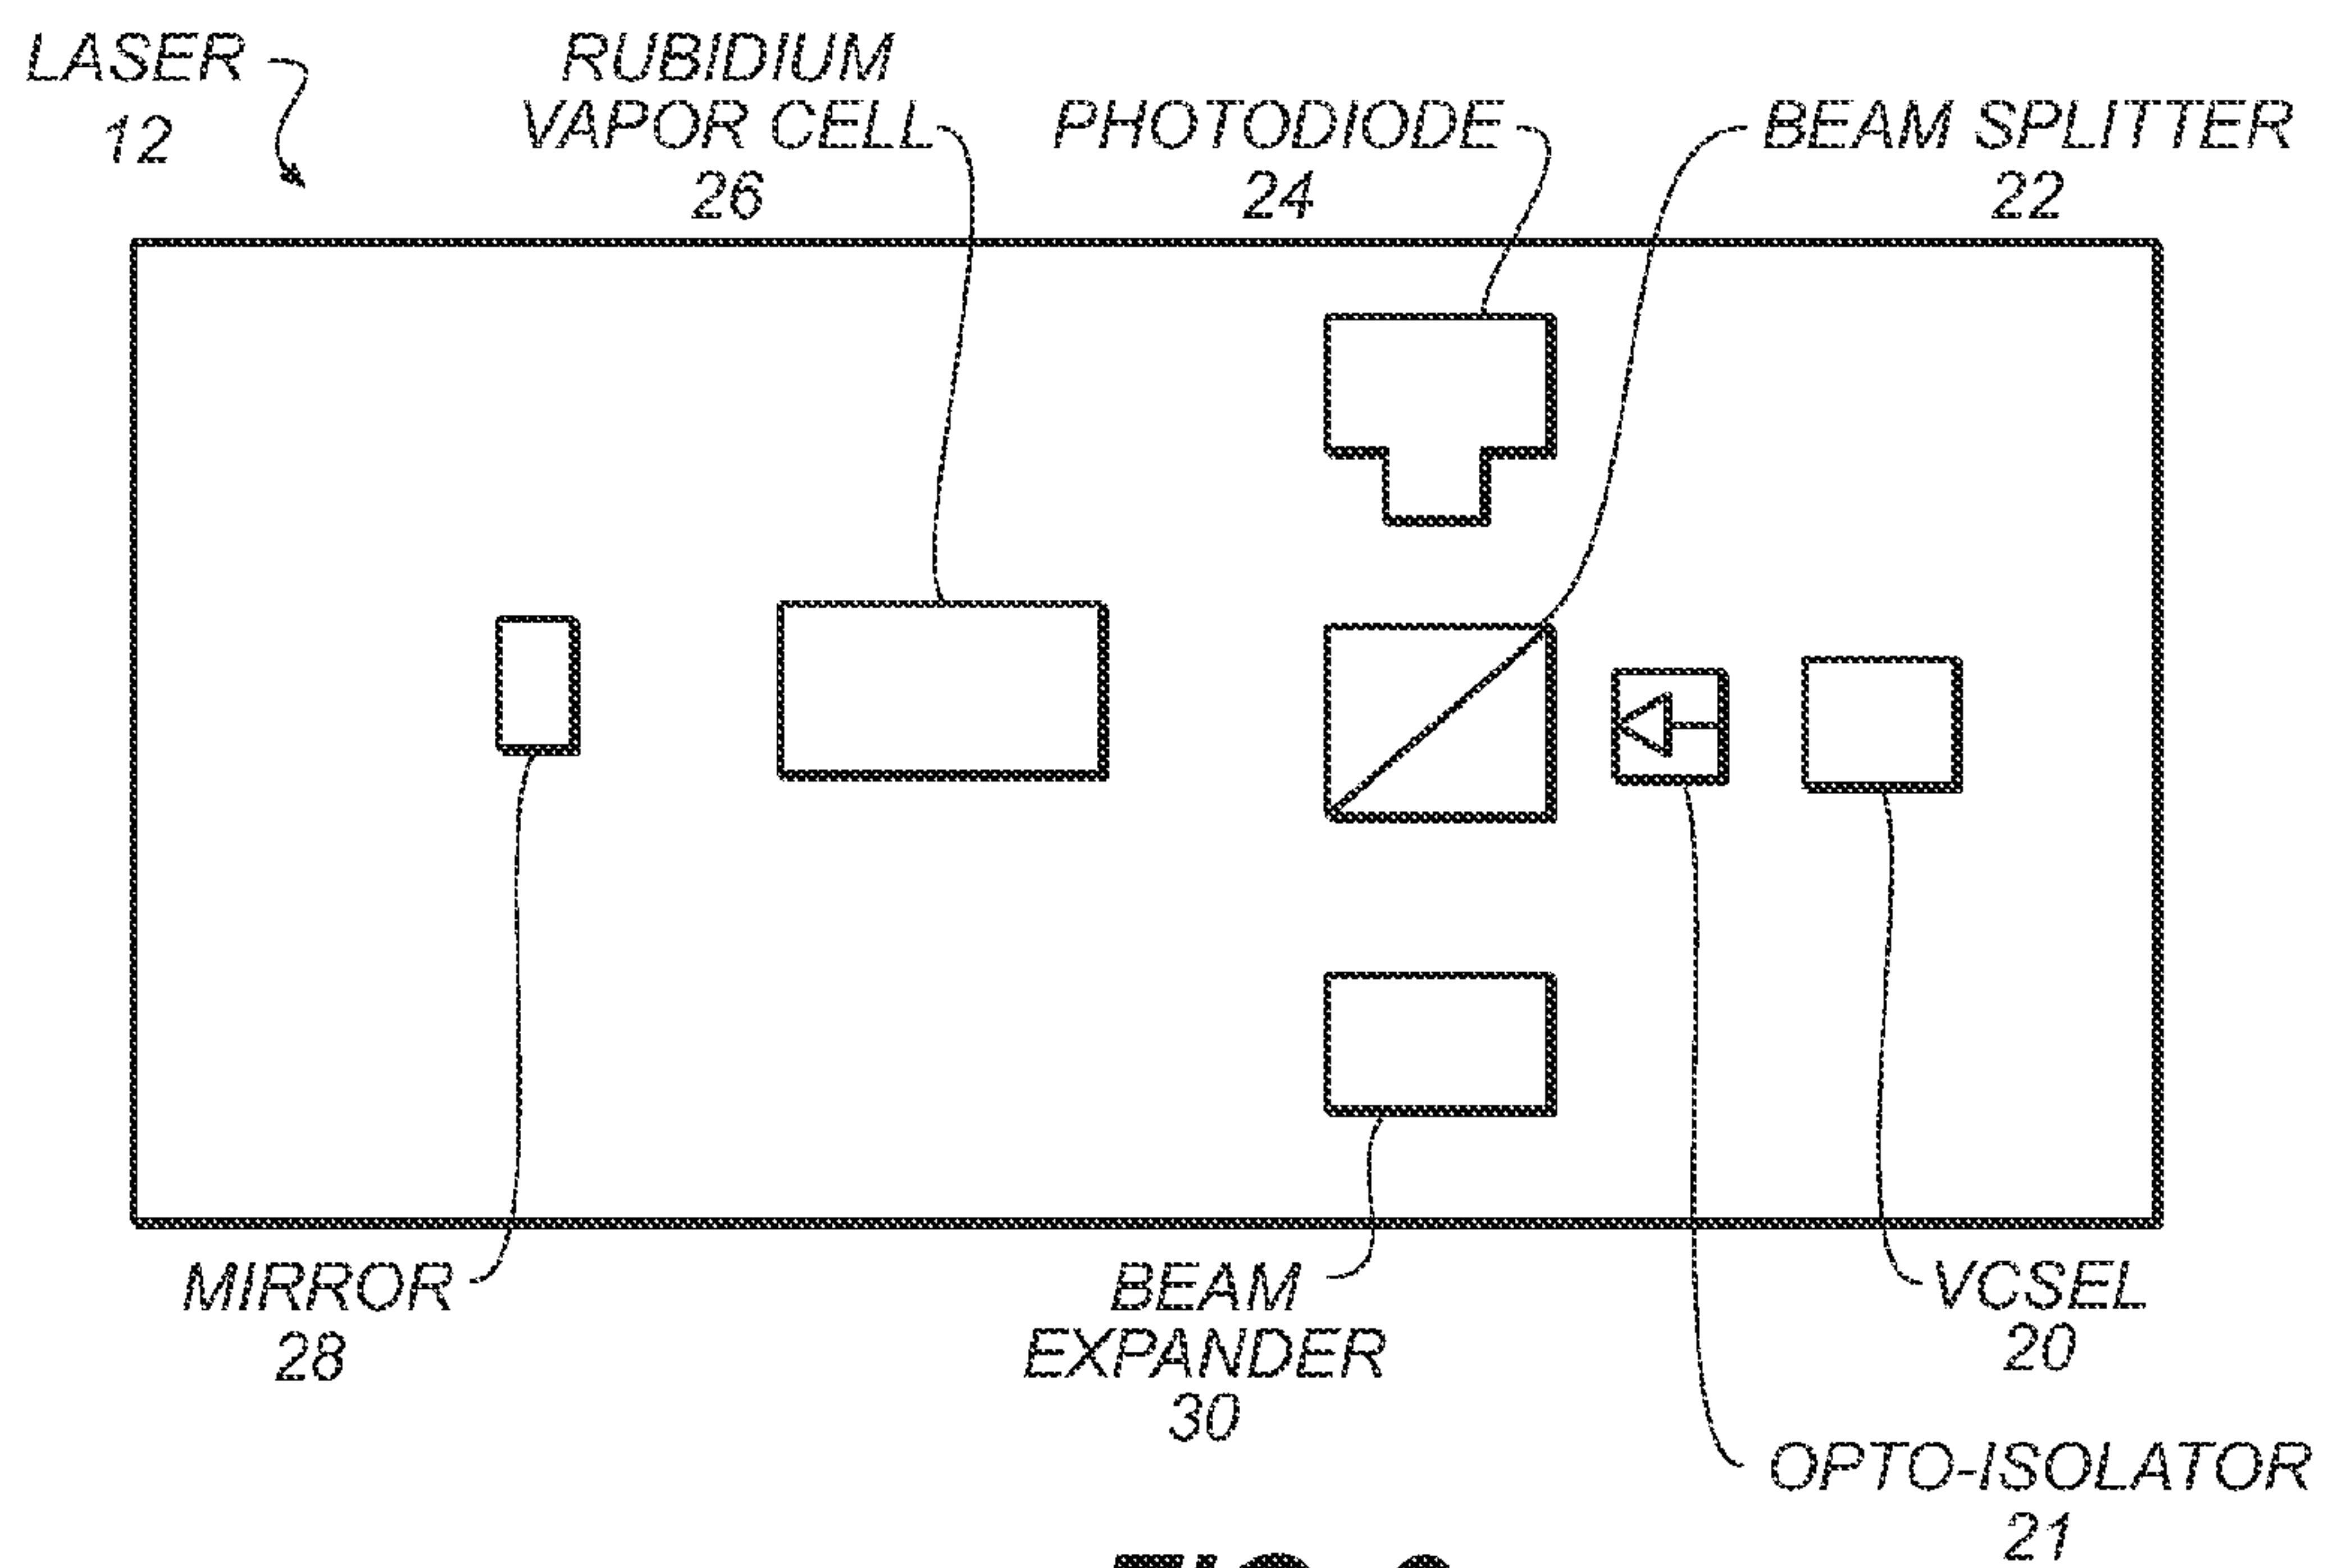 LASER
12
RUBIDIUM
VAPOR CELL
26
PHOTODIODE
24
BEAM SPLITTER
22
MIRROR
28
BEAM
EXPANDER
30
VCSEL
20
OPTO-ISOLATOR
21